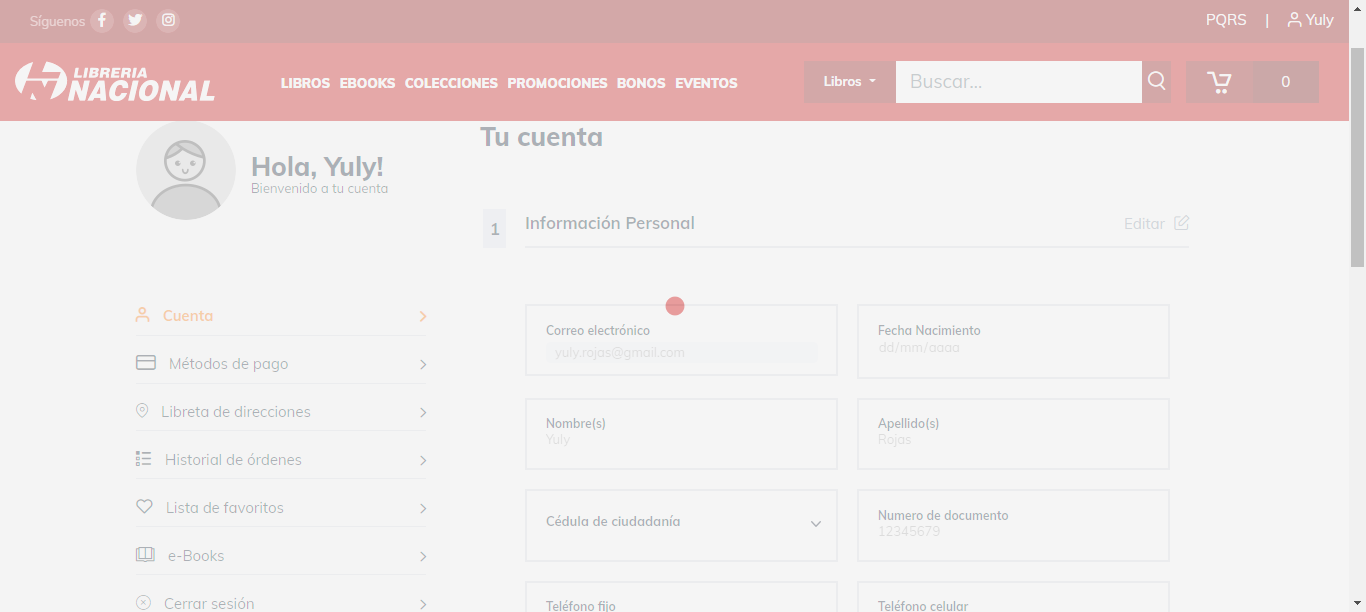 Síguenos
PQRS | Yuly
LIBRERIA
NACIONAL
LIBROS EBOOKS COLECCIONES PROMOCIONES BONOS EVENTOS
Libros
Buscar...
0
Hola, Yuly!
Bienvenido a tu cuenta
Cuenta
Métodos de pago
Libreta de direcciones
Historial de órdenes
Lista de favoritos
e-Books
Cerrar sesión
Tu cuenta
1
Información Personal
Editar
Correo electrónico
yuly.rojas@gmail.com
Fecha Nacimiento
dd/mm/aaaa
Nombre(s)
Yuly
Apellido(s)
Rojas
Cédula de ciudadanía
Numero de documento
12345679
Teléfono fijo
Teléfono celular